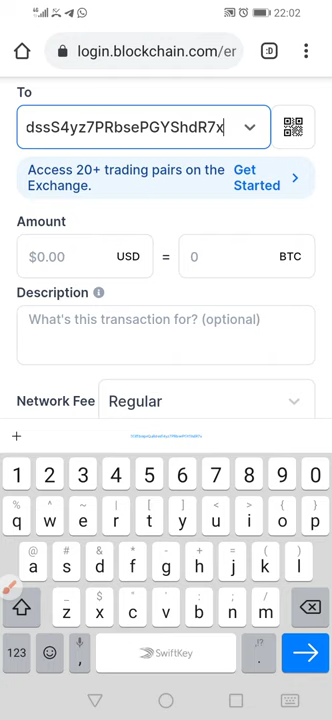 22:02
login.blockchain.com/er
:D
To
dssS4yz7PRbsePGYShdR7x
Access 20+ trading pairs on the Exchange.
Get Started
Amount
$0.00 USD = 0 BTC
Description
What's this transaction for? (optional)
Network Fee Regular
+
1 2 3 4 5 6 7 8 9 0
q w e r t y u i o p
@ # & * - + = ( )
a s d f g h j k l
_ $ " ' : ; /
z x c v b n m
123 , SwiftKey .